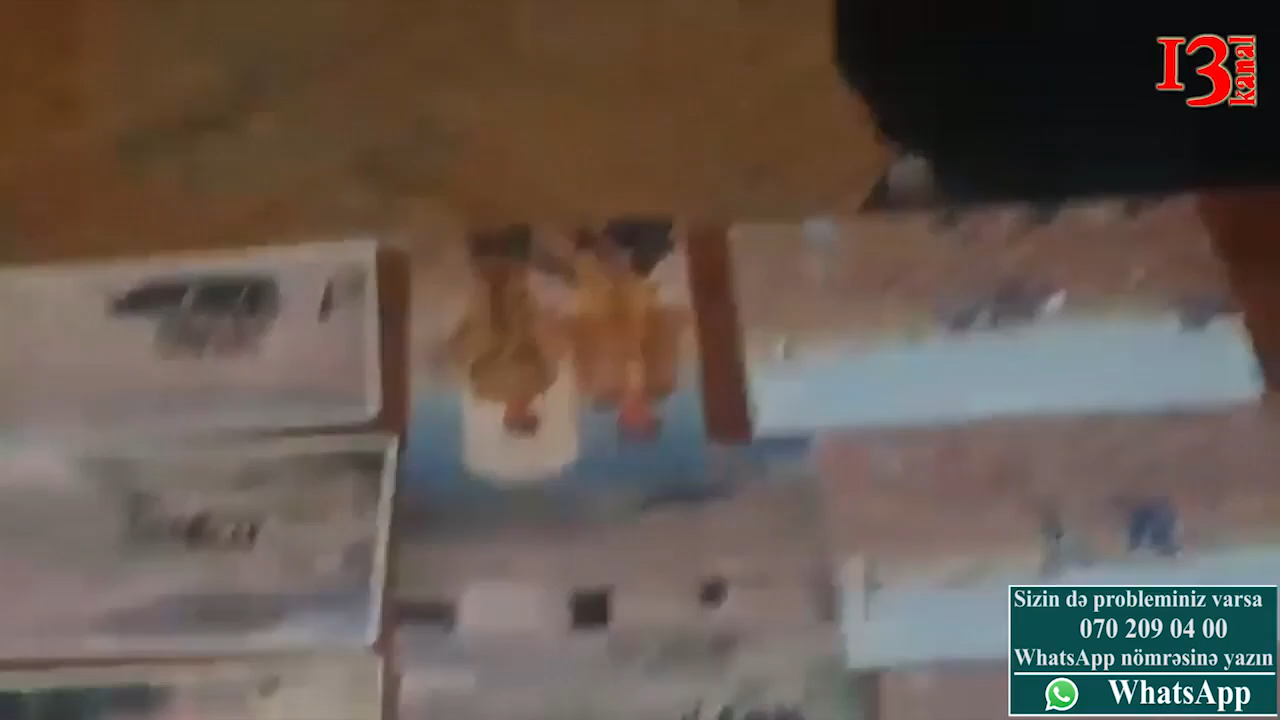 13 kanal
Sizin də probleminiz varsa
070 209 04 00
WhatsApp nömrəsinə yazın
WhatsApp